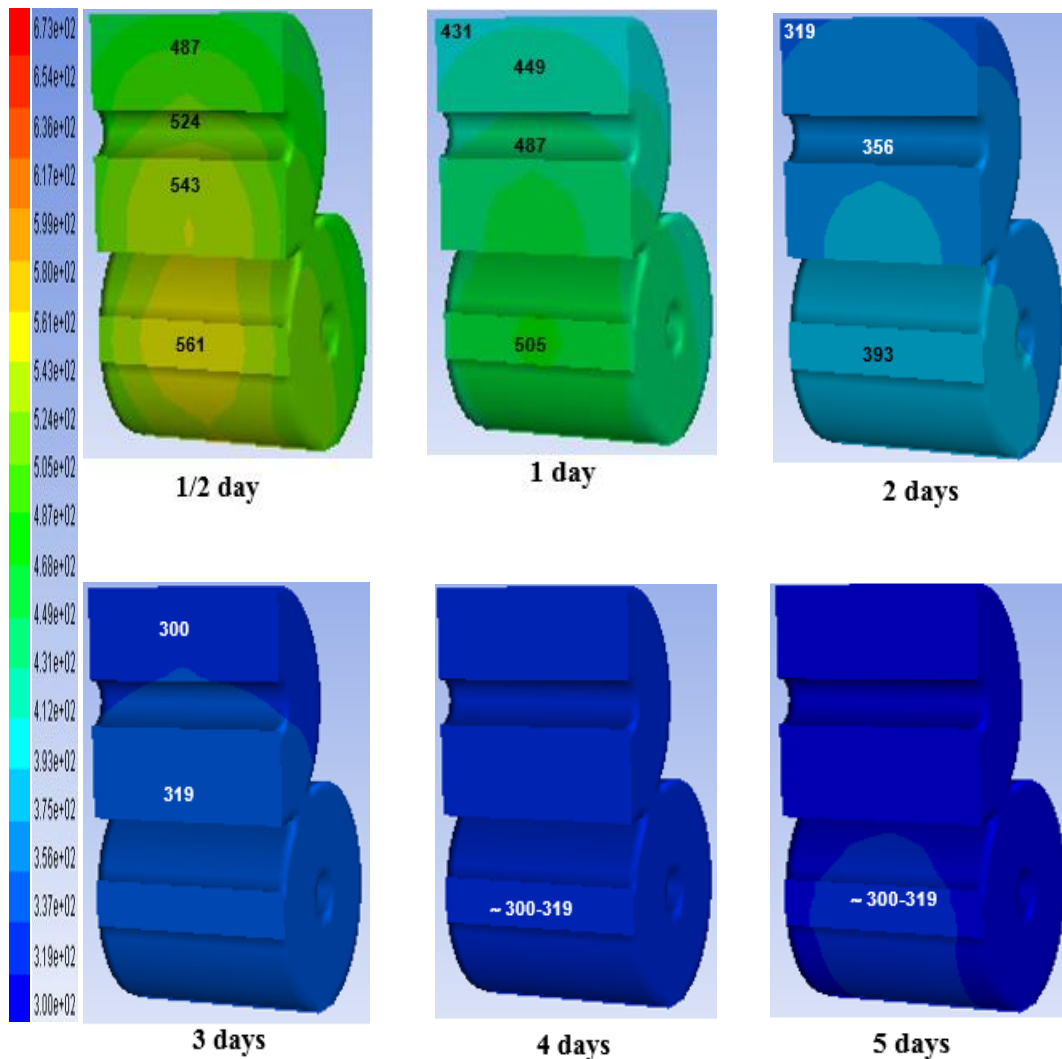 6.73e+02
6.54e+02
6.36e+02
6.17e+02
5.99e+02
5.80e+02
5.61e+02
5.43e+02
5.24e+02
5.05e+02
4.87e+02
4.68e+02
4.49e+02
4.31e+02
4.12e+02
3.93e+02
3.75e+02
3.56e+02
3.37e+02
3.19e+02
3.00e+02
487
524
543
561
1/2 day
431
449
487
505
1 day
319
356
393
2 days
300
319
3 days
~ 300-319
4 days
~ 300-319
5 days